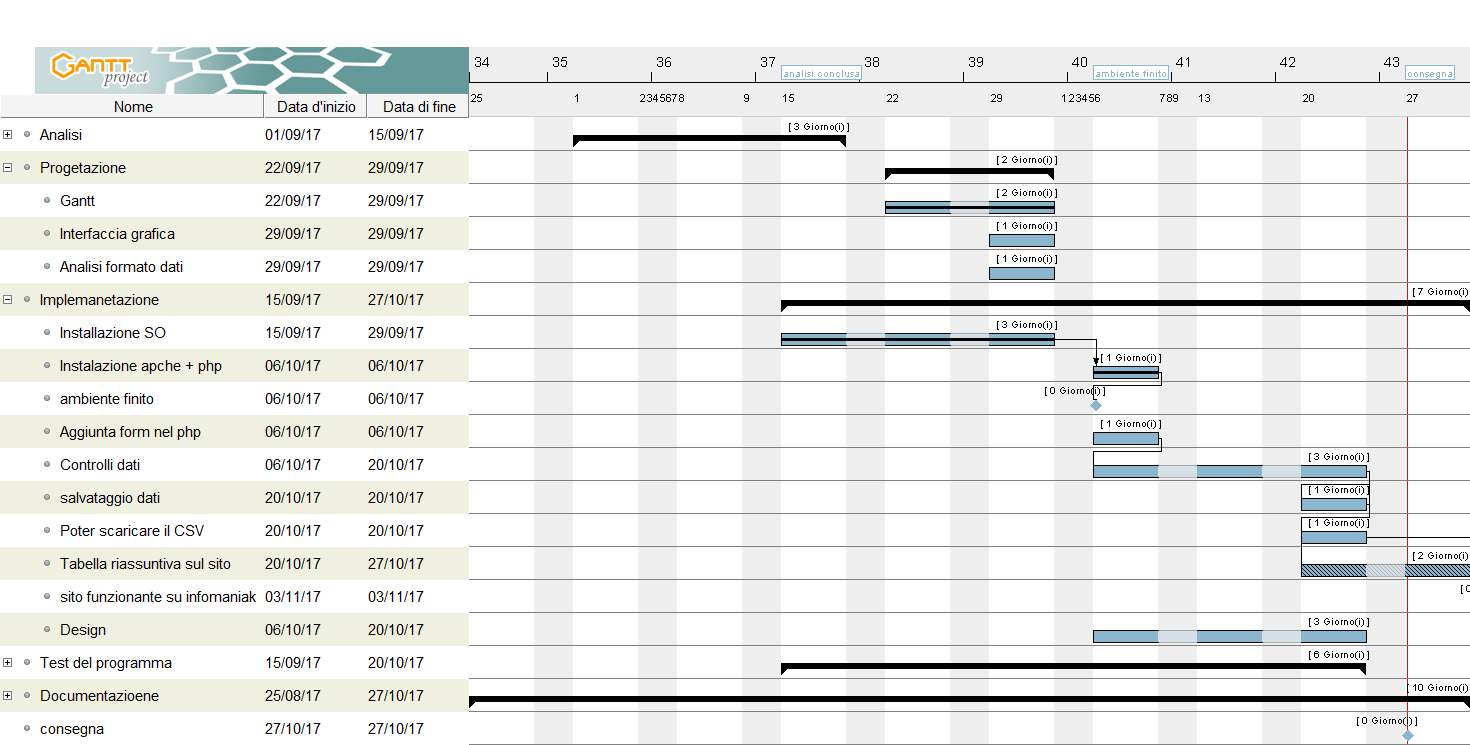 GANTT
project
34 35 36 37 38 39 40 41 42 43
analisi conclusa ambiente finito consegna
Nome Data d'inizio Data di fine
25 1 2345678 9 15 22 29 123456 789 13 20 27
Analisi 01/09/17 15/09/17 [3 Giorno(i)]
Progetazione 22/09/17 29/09/17 [2 Giorno(i)]
Gantt 22/09/17 29/09/17 [2 Giorno(i)]
Interfaccia grafica 29/09/17 29/09/17 [1 Giorno(i)]
Analisi formato dati 29/09/17 29/09/17 [1 Giorno(i)]
Implemanetazione 15/09/17 27/10/17 [7 Giorno(i)
Installazione SO 15/09/17 29/09/17 [3 Giorno(i)]
Instalazione apche + php 06/10/17 06/10/17 [1 Giorno(i)]
ambiente finito 06/10/17 06/10/17 [0 Giorno(i)]
Aggiunta form nel php 06/10/17 06/10/17 [1 Giorno(i)]
Controlli dati 06/10/17 20/10/17 [3 Giorno(i)]
salvataggio dati 20/10/17 20/10/17 [1 Giorno(i)]
Poter scaricare il CSV 20/10/17 20/10/17 [1 Giorno(i)]
Tabella riassuntiva sul sito 20/10/17 27/10/17 [2 Giorno(i)
sito funzionante su infomaniak 03/11/17 03/11/17 [0
Design 06/10/17 20/10/17 [3 Giorno(i)]
Test del programma 15/09/17 20/10/17 [6 Giorno(i)]
Documentazioene 25/08/17 27/10/17 [10 Giorno(i)
consegna 27/10/17 27/10/17 [0 Giorno(i)]